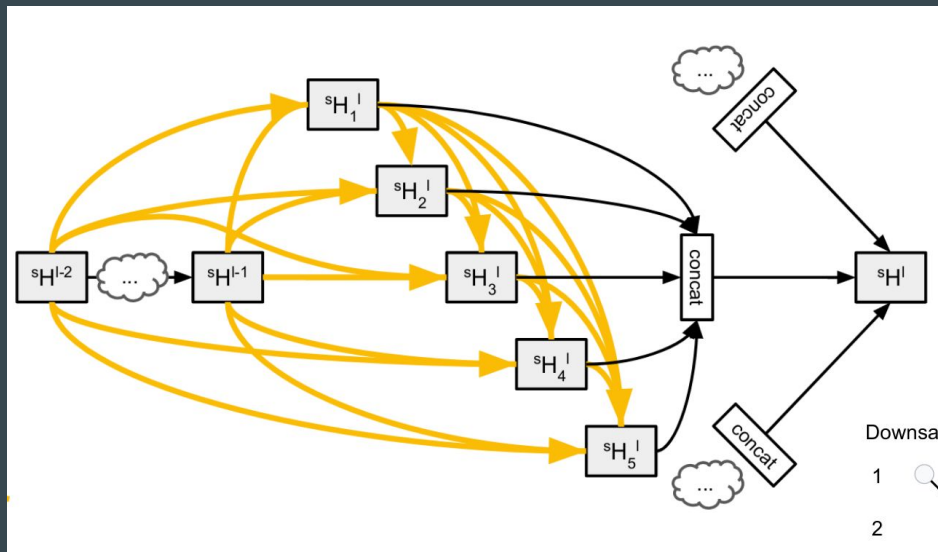 ...
concat
sH1l
sH2l
sHl-2
...
sHl-1
sH3l
concat
sHl
sH4l
sH5l
concat
...
Downsa
1
2